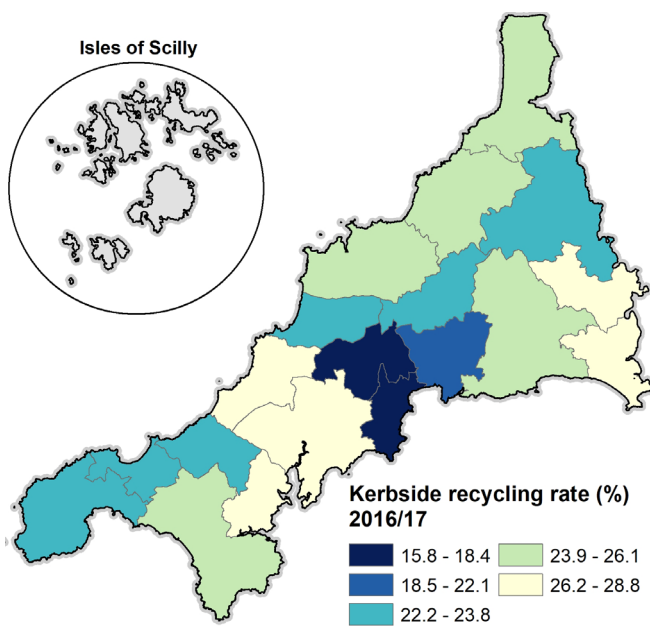 Isles of Scilly
Kerbside recycling rate (%)
2016/17
15.8 - 18.4
18.5 - 22.1
22.2 - 23.8
23.9 - 26.1
26.2 - 28.8